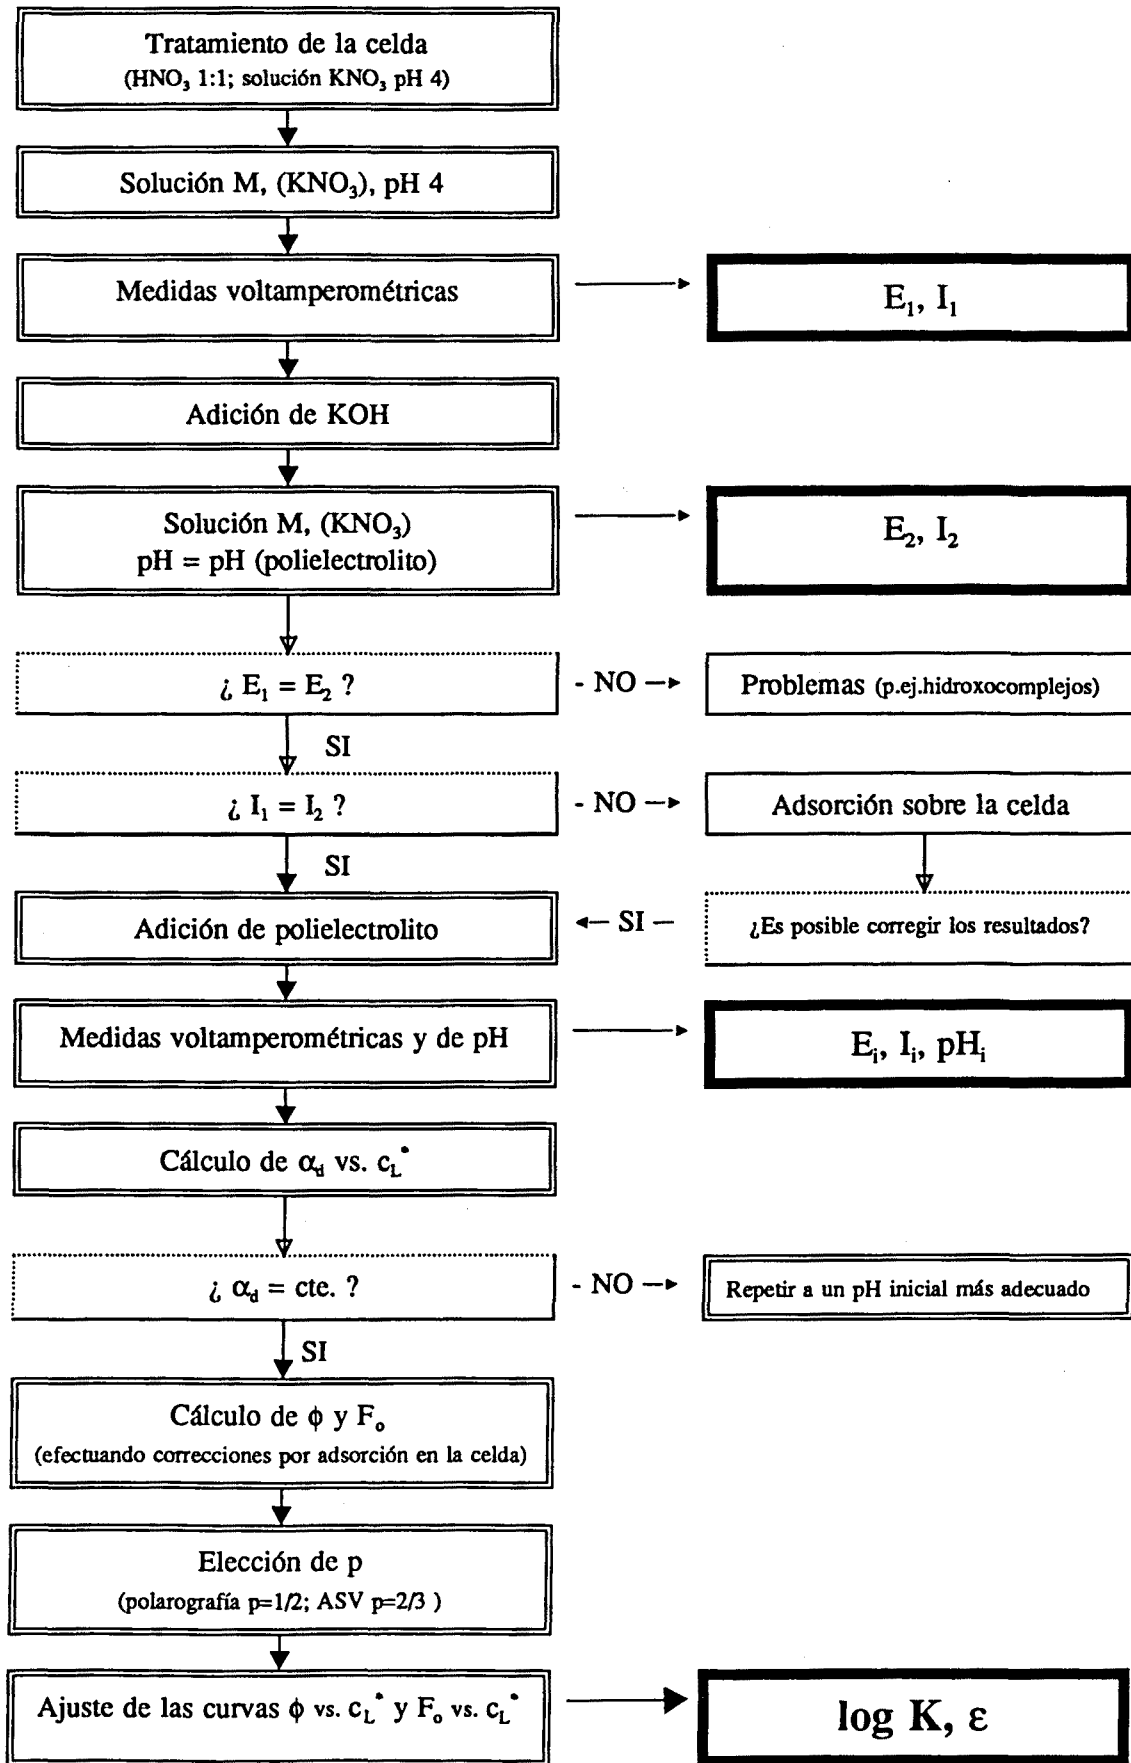 Tratamiento de la celda
(HNO₃ 1:1; solución KNO₃ pH 4)
Solución M, (KNO₃), pH 4
Medidas voltamperométricas
E₁, I₁
Adición de KOH
Solución M, (KNO₃)
pH = pH (polielectrolito)
E₂, I₂
¿ E₁ = E₂ ?
- NO
Problemas (p.ej.hidroxocomplejos)
SI
¿ I₁ = I₂ ?
- NO
Adsorción sobre la celda
SI
Adición de polielectrolito
SI -
¿Es posible corregir los resultados?
Medidas voltamperométricas y de pH
Eᵢ, Iᵢ, pHᵢ
Cálculo de α_d vs. c_L*
¿ α_d = cte. ?
- NO
Repetir a un pH inicial más adecuado
SI
Cálculo de ϕ y Fₒ
(efectuando correcciones por adsorción en la celda)
Elección de p
(polarografía p=1/2; ASV p=2/3 )
Ajuste de las curvas ϕ vs. c_L* y Fₒ vs. c_L*
log K, ε